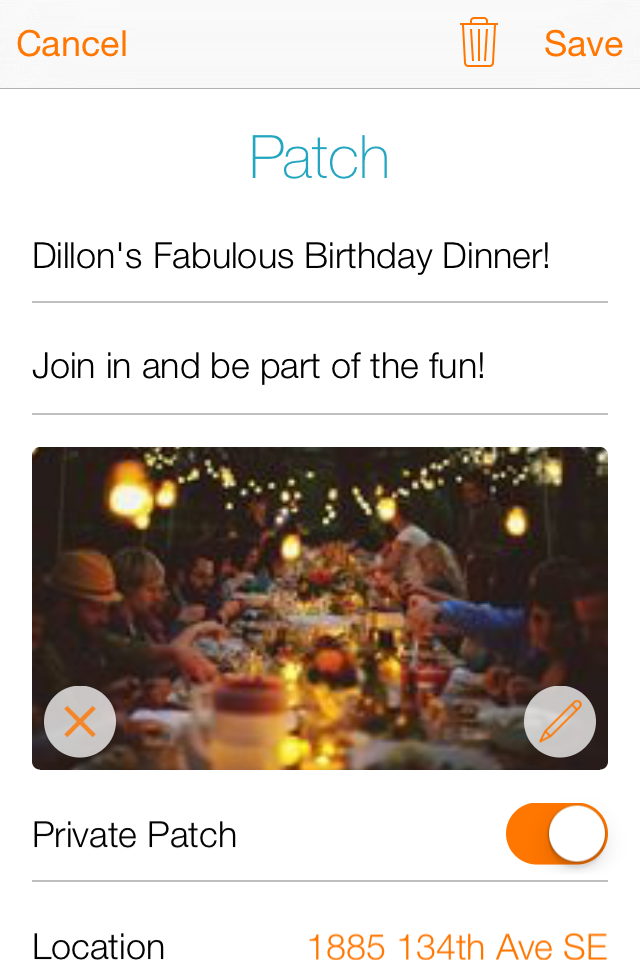 Cancel
Save
Patch
Dillon's Fabulous Birthday Dinner!
Join in and be part of the fun!
Private Patch
Location
1885 134th Ave SE